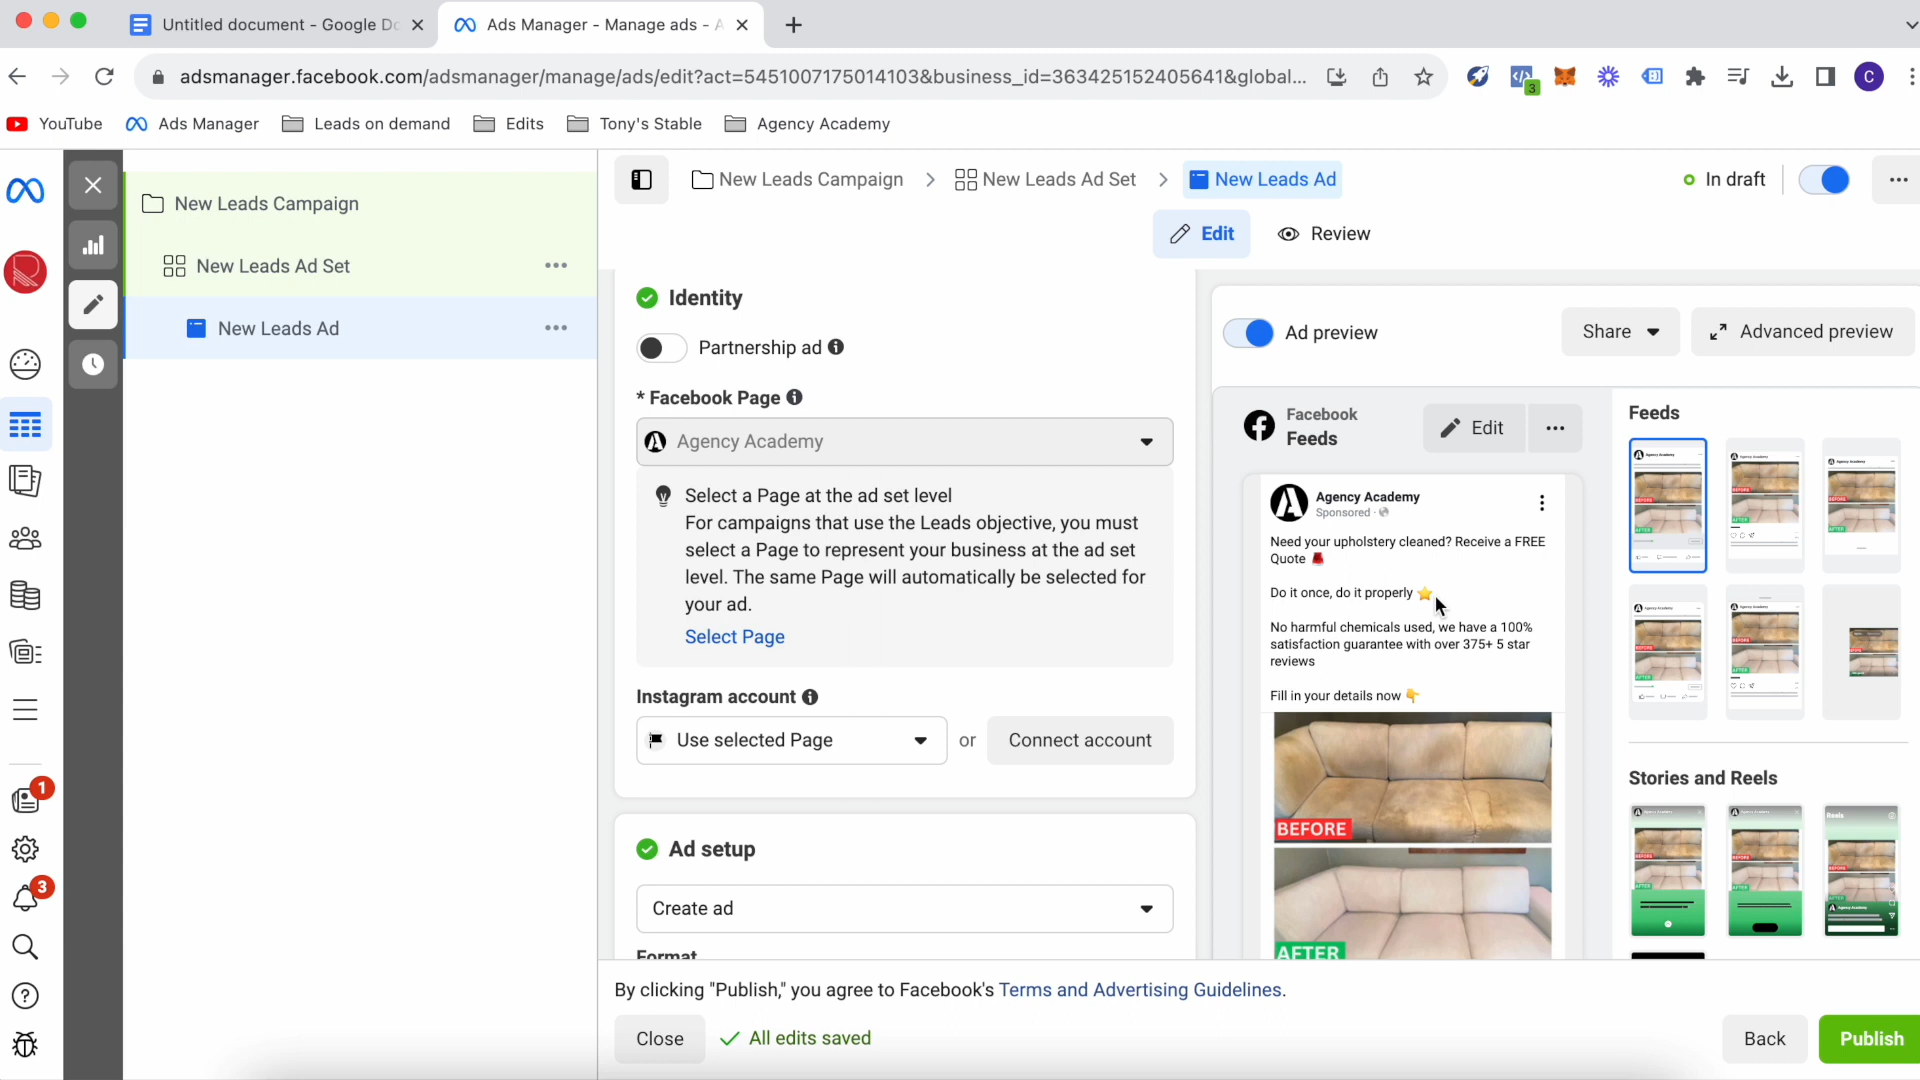 Untitled document - Google Do
Ads Manager - Manage ads - A
adsmanager.facebook.com/adsmanager/manage/ads/edit?act=5451007175014103&business_id=363425152405641&global...
3
C
YouTube
Ads Manager
Leads on demand
Edits
Tony's Stable
Agency Academy
New Leads Campaign
New Leads Ad Set
New Leads Ad
New Leads Campaign
New Leads Ad Set
New Leads Ad
In draft
Edit
Review
Identity
Partnership ad
* Facebook Page
Agency Academy
Select a Page at the ad set level
For campaigns that use the Leads objective, you must
select a Page to represent your business at the ad set
level. The same Page will automatically be selected for
your ad.
Select Page
Instagram account
Use selected Page
or
Connect account
Ad setup
Create ad
Format
Ad preview
Share
Advanced preview
Facebook
Feeds
Edit
Agency Academy
Sponsored ·
Need your upholstery cleaned? Receive a FREE
Quote
Do it once, do it properly
No harmful chemicals used, we have a 100%
satisfaction guarantee with over 375+ 5 star
reviews
Fill in your details now
BEFORE
AFTER
Feeds
Stories and Reels
Reels
1
3
By clicking "Publish," you agree to Facebook's Terms and Advertising Guidelines.
Close
All edits saved
Back
Publish